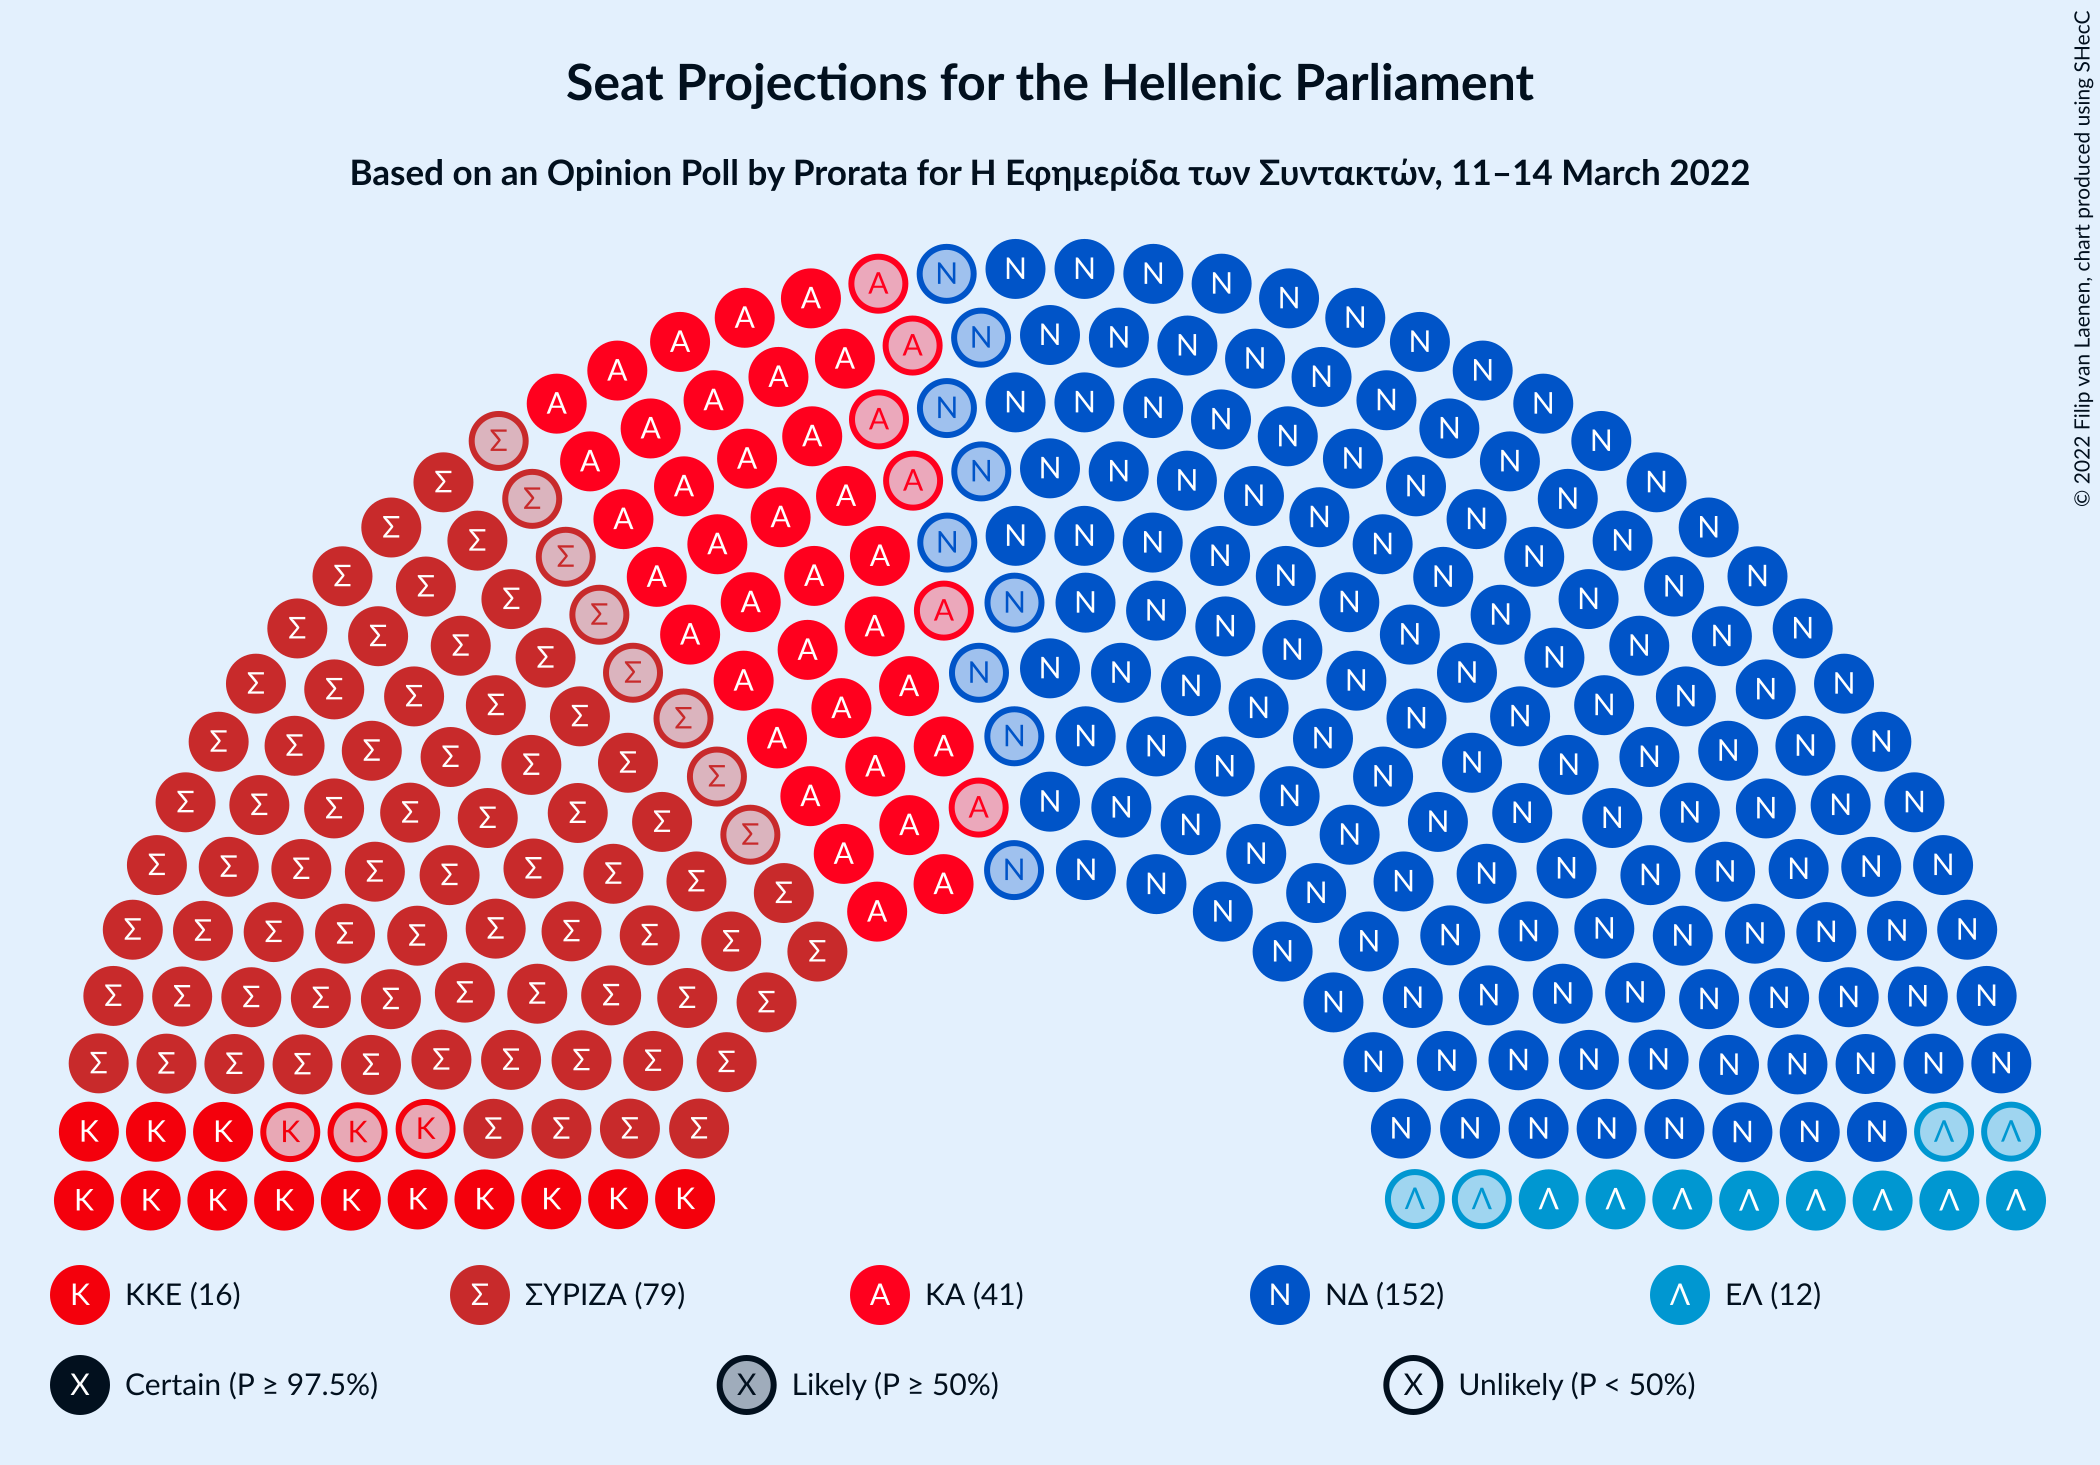 Seat Projections for the Hellenic Parliament
Based on an Opinion Poll by Prorata for Η Εφημερίδα των Συντακτών, 11–14 March 2022
© 2022 Filip van Laenen, chart produced using SHecC
Κ ΚΚΕ (16)
Σ ΣΥΡΙΖΑ (79)
Α ΚΑ (41)
Ν ΝΔ (152)
Λ ΕΛ (12)
X Certain (P ≥ 97.5%)
X Likely (P ≥ 50%)
X Unlikely (P < 50%)